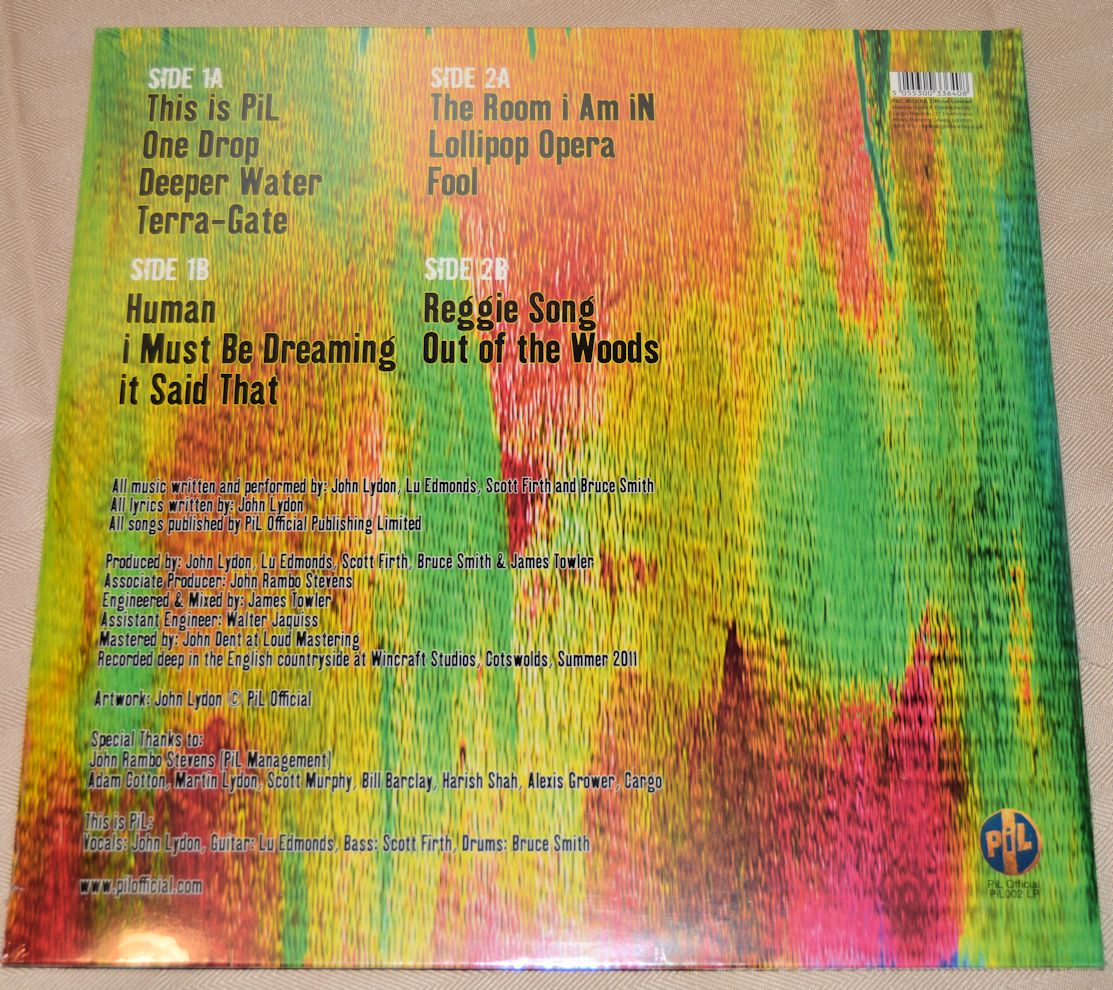 SIDE 1A
This is PiL
One Drop
Deeper Water
Terra-Gate
SIDE 2A
The Room i Am iN
Lollipop Opera
Fool
SIDE 1B
Human
i Must Be Dreaming
it Said That
SIDE 2B
Reggie Song
Out of the Woods
5 055300 336408
All music written and performed by: John Lydon, Lu Edmonds, Scott Firth and Bruce Smith
All lyrics written by: John Lydon
All songs published by PiL Official Publishing Limited
Produced by: John Lydon, Lu Edmonds, Scott Firth, Bruce Smith & James Towler
Associate Producer: John Rambo Stevens
Engineered & Mixed by: James Towler
Assistant Engineer: Walter Jaquiss
Mastered by: John Dent at Loud Mastering
Recorded deep in the English countryside at Wincraft Studios, Cotswolds, Summer 2011
Artwork: John Lydon © PiL Official
Special Thanks to:
John Rambo Stevens (PiL Management)
Adam Cotton, Martin Lydon, Scott Murphy, Bill Barclay, Harish Shah, Alexis Grower, Cargo
This is PiL:
Vocals: John Lydon, Guitar: Lu Edmonds, Bass: Scott Firth, Drums: Bruce Smith
www.pilofficial.com
PiL
PiL Official
PiL002 LP